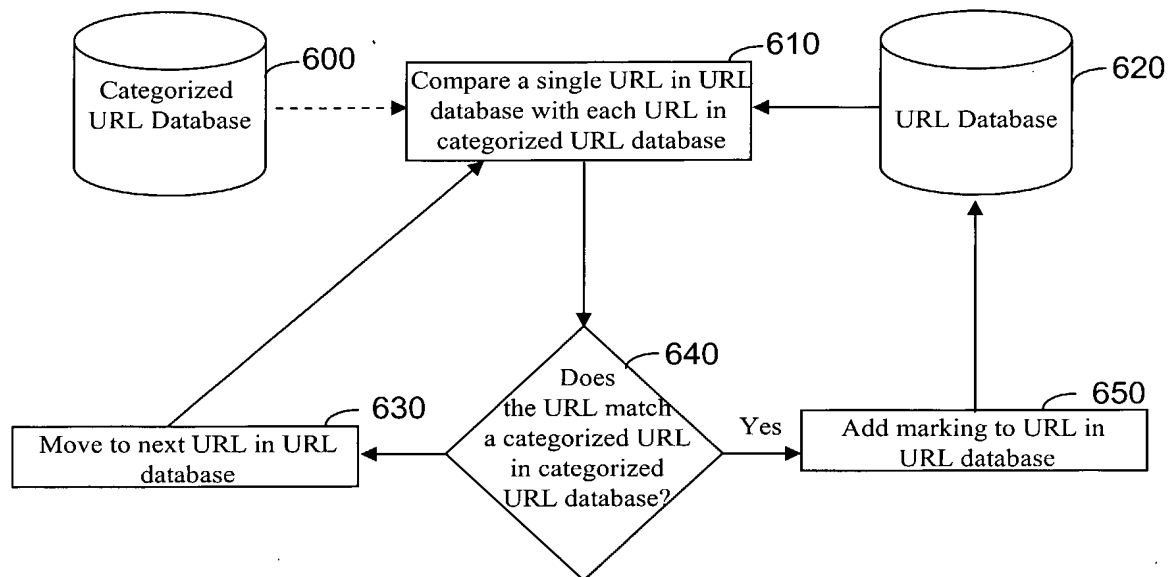 600
Categorized
URL Database
610
Compare a single URL in URL
database with each URL in
categorized URL database
620
URL Database
640
Does
the URL match
a categorized URL
in categorized
URL database?
Yes
630
Move to next URL in URL
database
650
Add marking to URL in
URL database